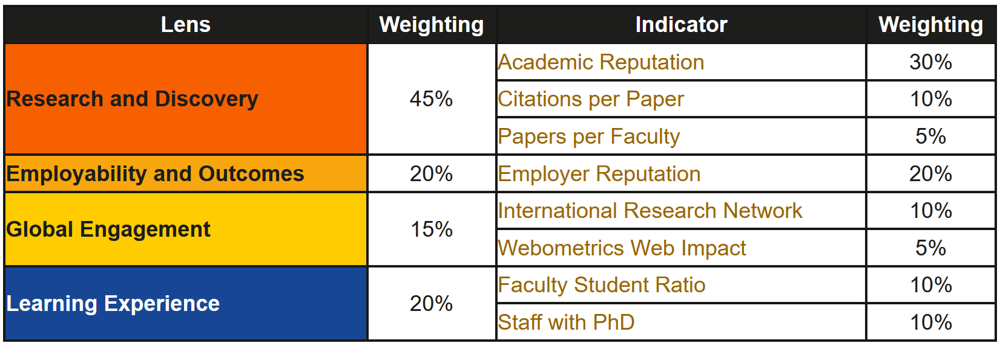 Lens Weighting Indicator Weighting
Research and Discovery 45% Academic Reputation 30%
Citations per Paper 10%
Papers per Faculty 5%
Employability and Outcomes 20% Employer Reputation 20%
Global Engagement 15% International Research Network 10%
Webometrics Web Impact 5%
Learning Experience 20% Faculty Student Ratio 10%
Staff with PhD 10%